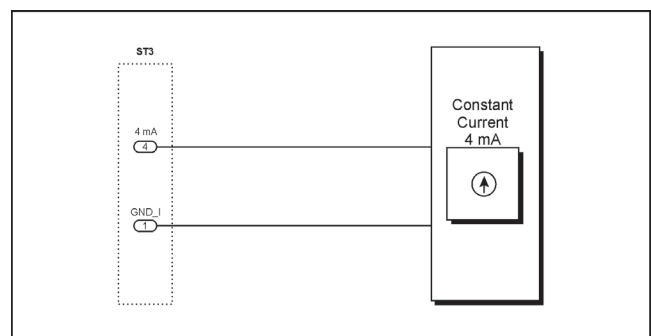 ST3
Constant
Current
4 mA
4 mA
4
GND_I
1